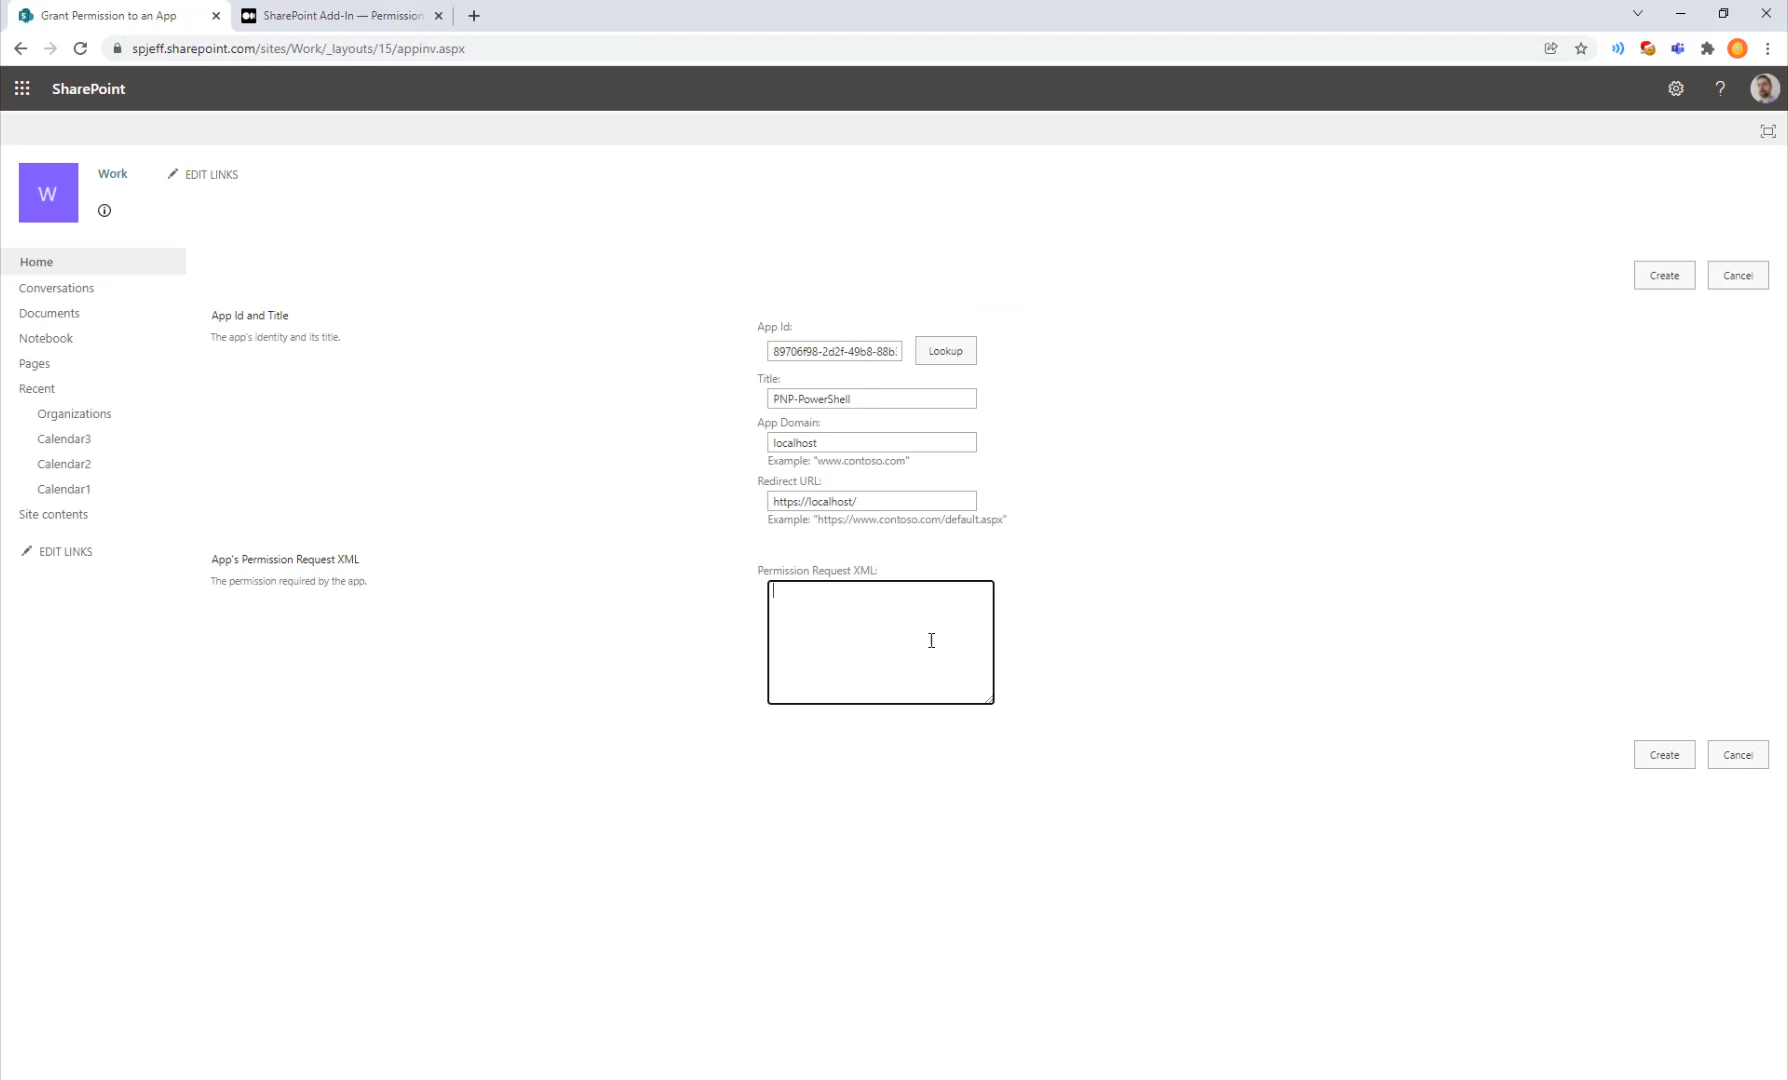 Grant Permission to an App
SharePoint Add-In — Permission
spjeff.sharepoint.com/sites/Work/_layouts/15/appinv.aspx
SharePoint
?
W
Work
EDIT LINKS
Home
Conversations
Documents
Notebook
Pages
Recent
Organizations
Calendar3
Calendar2
Calendar1
Site contents
EDIT LINKS
Create
Cancel
App Id and Title
The app's identity and its title.
App Id:
89706f98-2d2f-49b8-88b
Lookup
Title:
PNP-PowerShell
App Domain:
localhost
Example: "www.contoso.com"
Redirect URL:
https://localhost/
Example: "https://www.contoso.com/default.aspx"
App's Permission Request XML
The permission required by the app.
Permission Request XML:
Create
Cancel